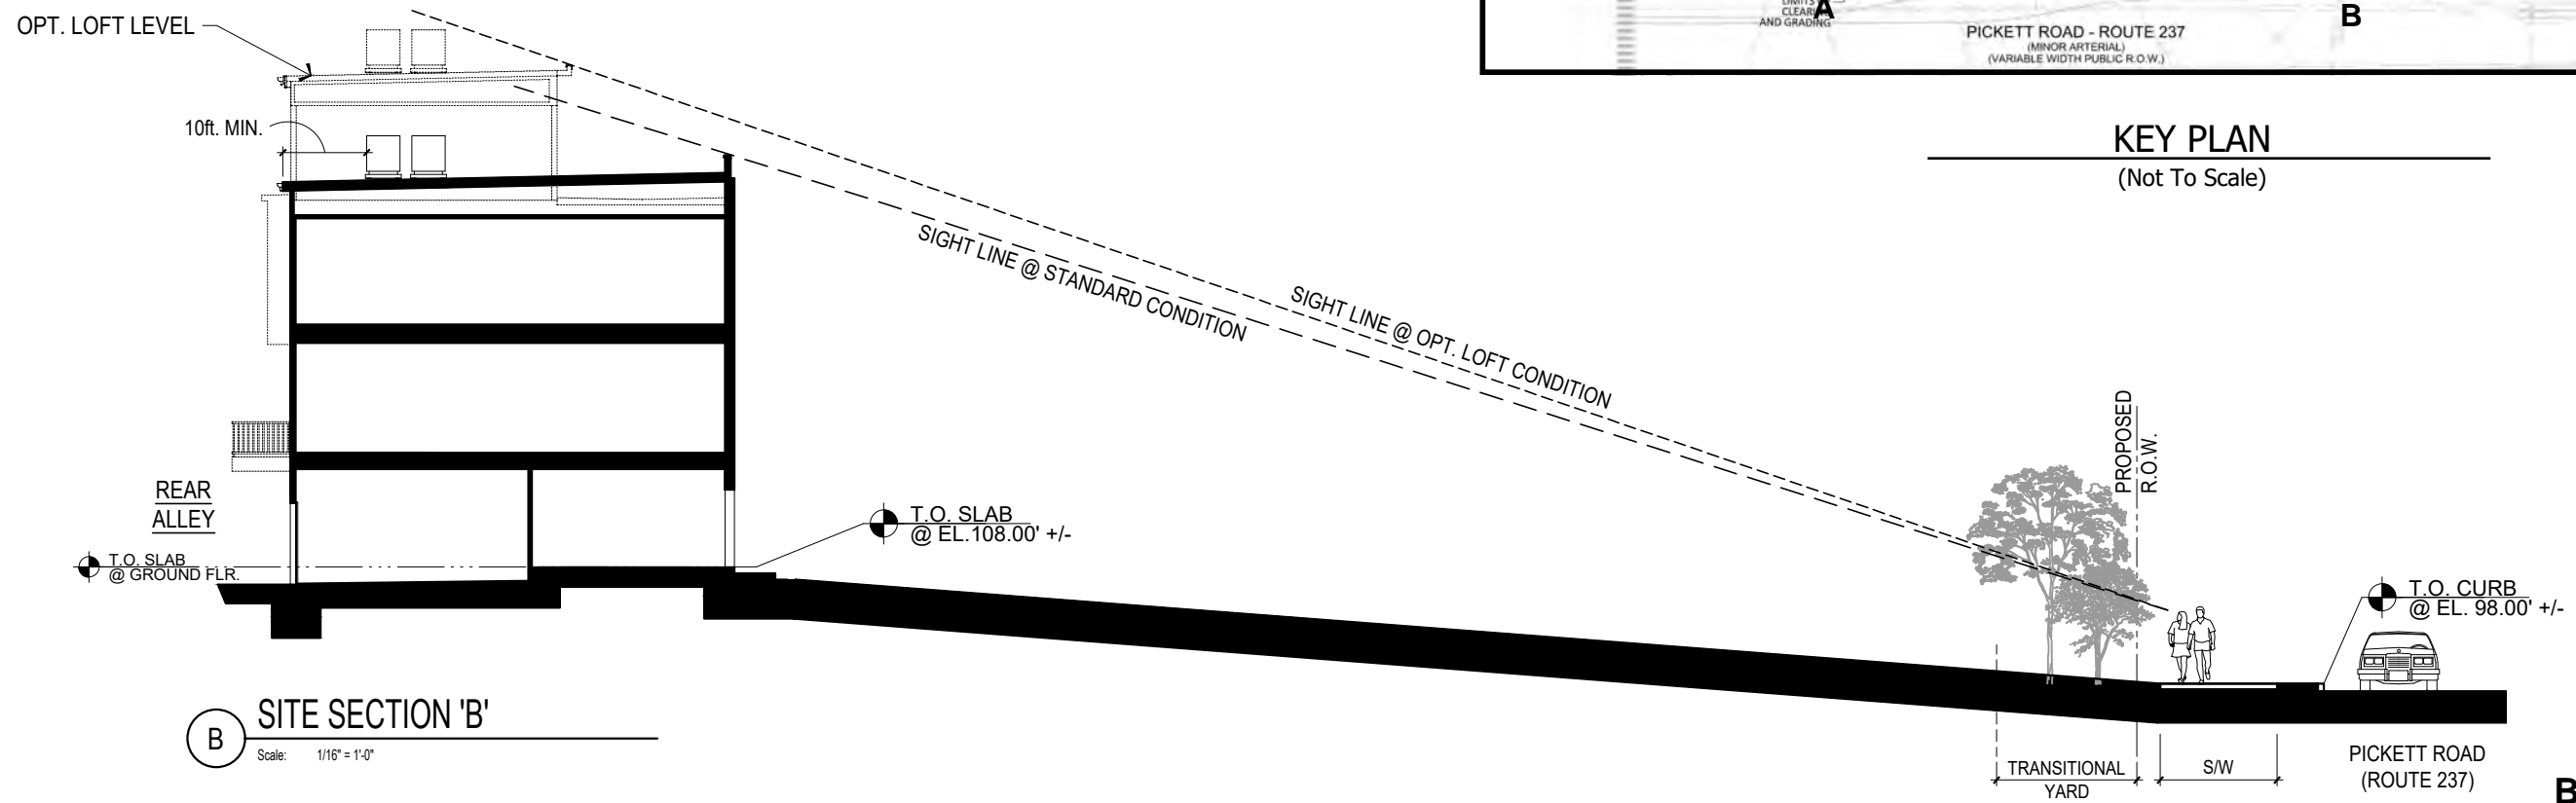 OPT. LOFT LEVEL
10ft. MIN.
LIMITS
CLEARING
AND GRADING
A
B
PICKETT ROAD - ROUTE 237
(MINOR ARTERIAL)
(VARIABLE WIDTH PUBLIC R.O.W.)
KEY PLAN
(Not To Scale)
SIGHT LINE @ STANDARD CONDITION
SIGHT LINE @ OPT. LOFT CONDITION
PROPOSED
R.O.W.
REAR
ALLEY
T.O. SLAB
@ GROUND FLR.
T.O. SLAB
@ EL.108.00' +/-
T.O. CURB
@ EL. 98.00' +/-
B
SITE SECTION 'B'
Scale: 1/16" = 1'-0"
TRANSITIONAL
YARD
S/W
PICKETT ROAD
(ROUTE 237)
B